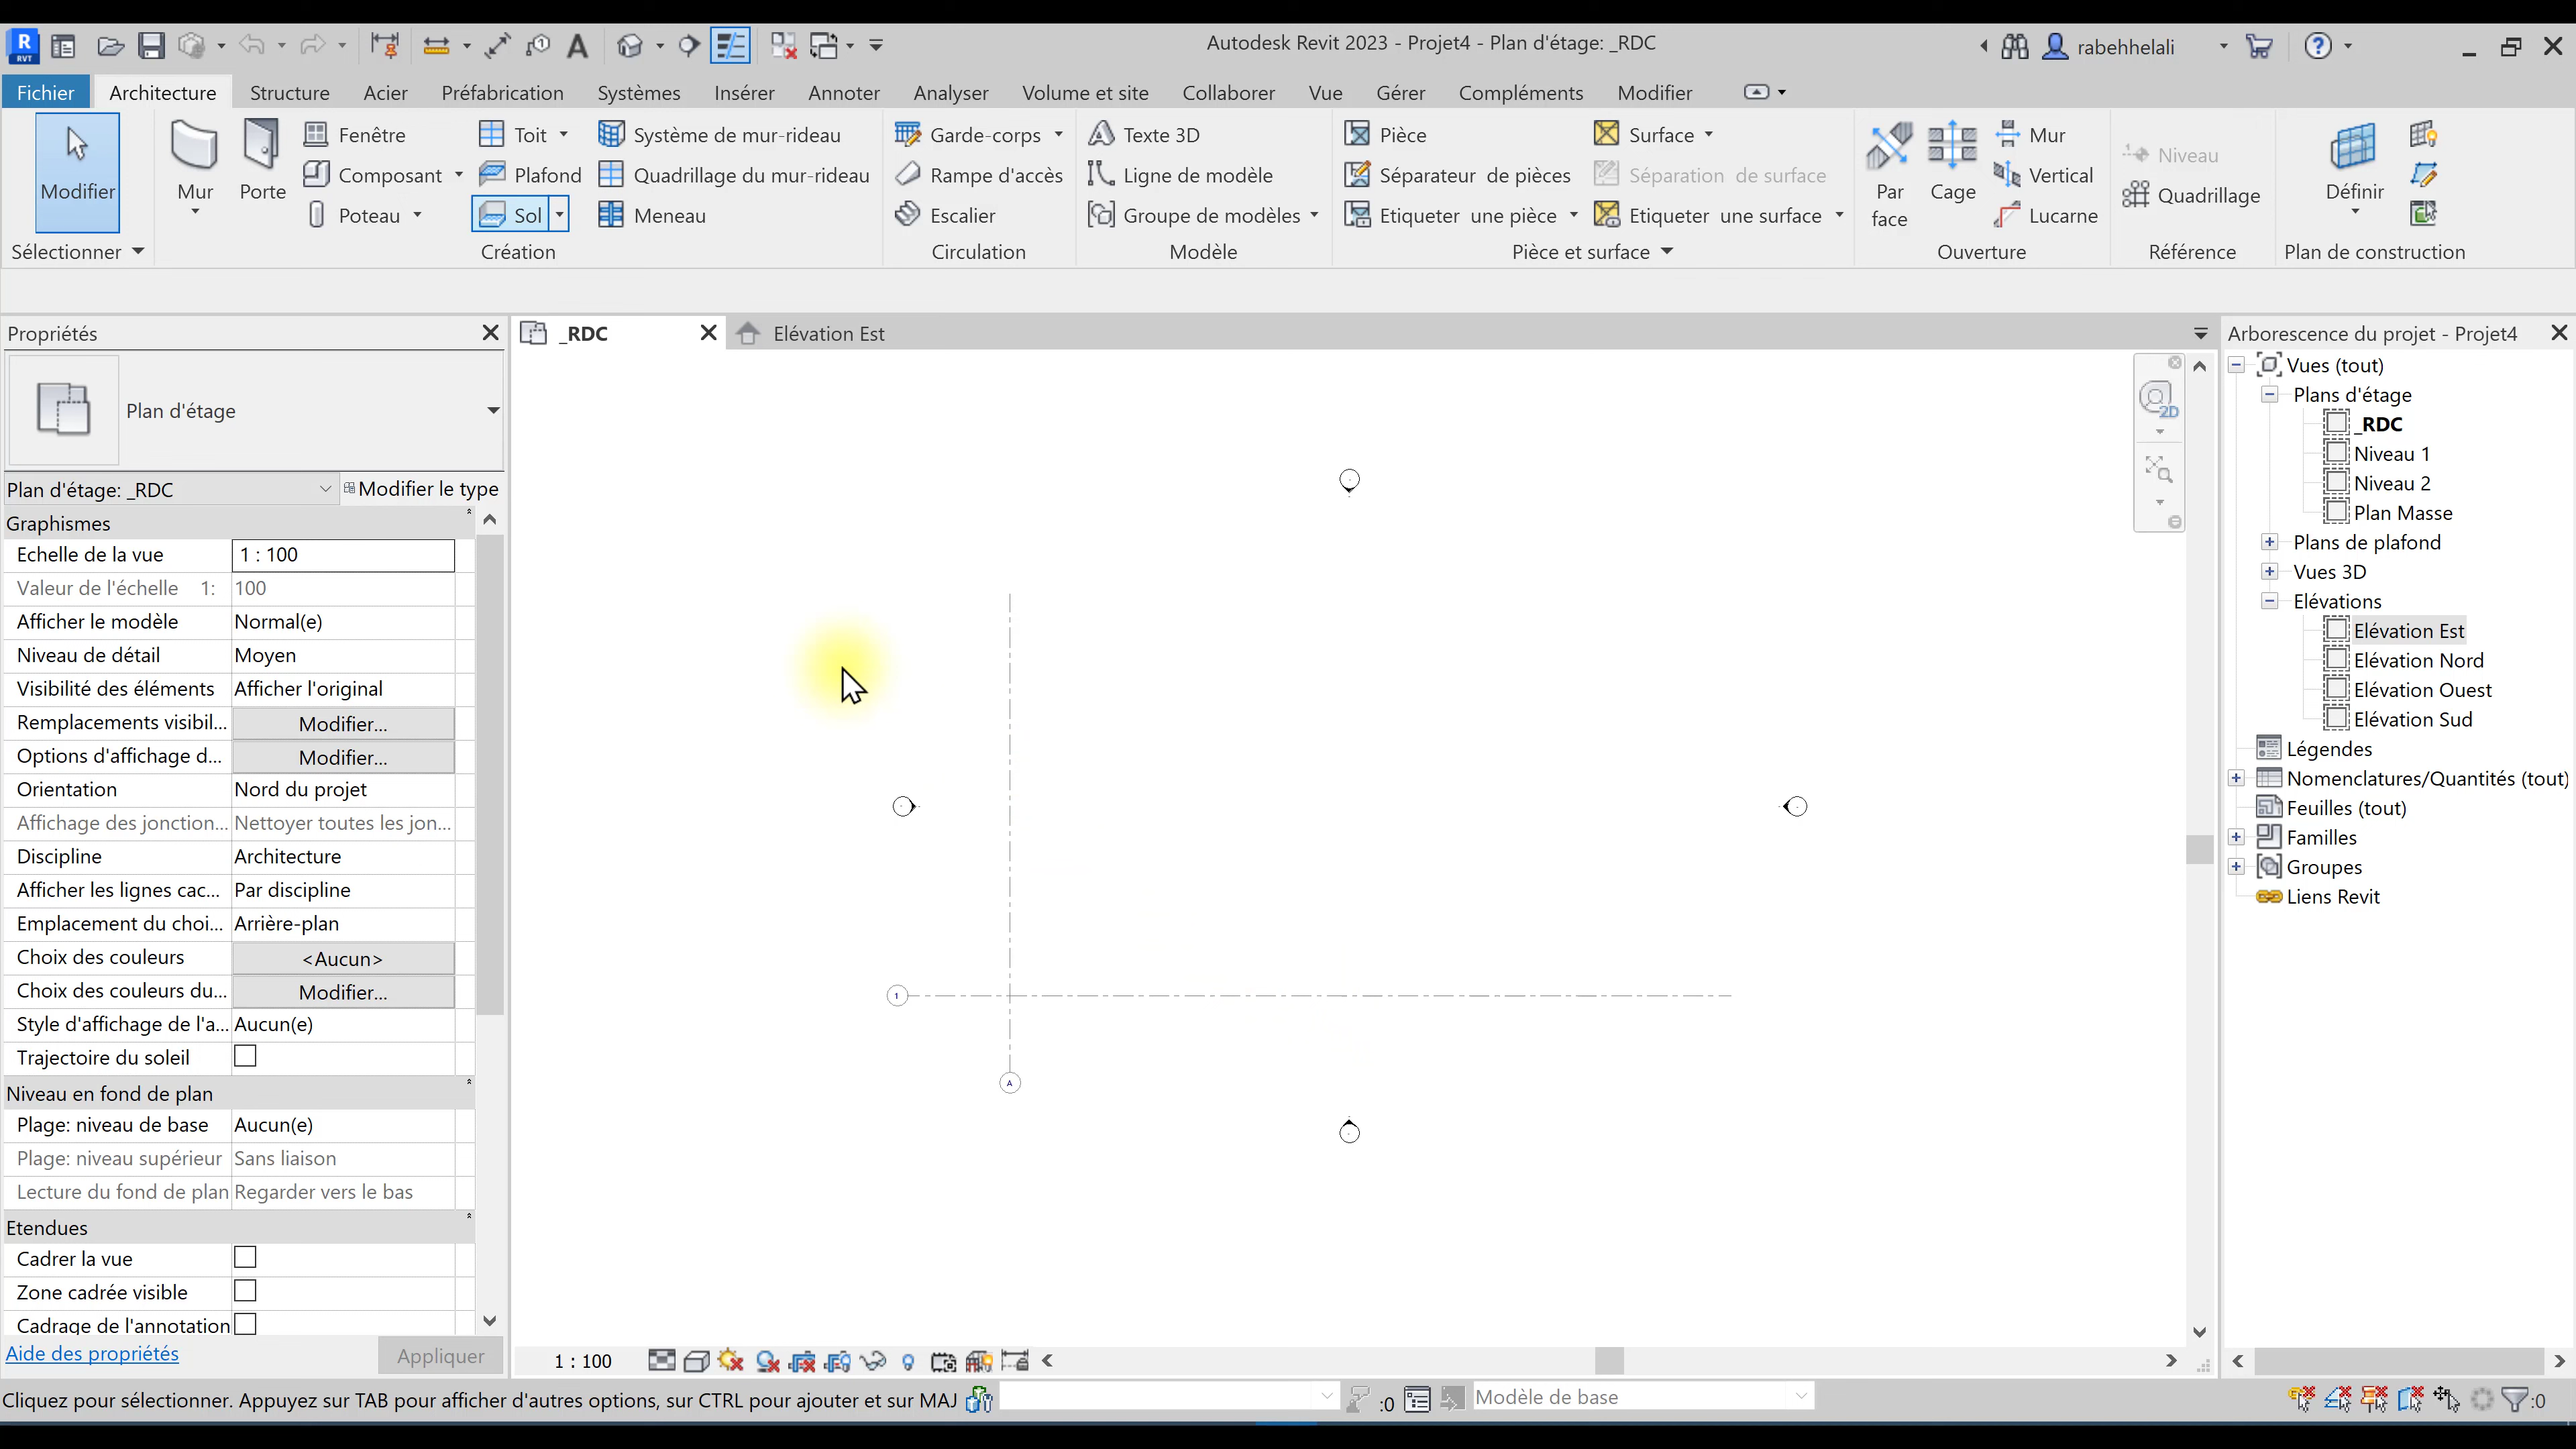 Autodesk Revit 2023 - Projet4 - Plan d'étage: _RDC
rabehhelali
Fichier Architecture Structure Acier Préfabrication Systèmes Insérer Annoter Analyser Volume et site Collaborer Vue Gérer Compléments Modifier
Modifier
Sélectionner
Mur
Porte
Fenêtre
Composant
Poteau
Toit
Plafond
Sol
Système de mur-rideau
Quadrillage du mur-rideau
Meneau
Création
Garde-corps
Rampe d'accès
Escalier
Circulation
Texte 3D
Ligne de modèle
Groupe de modèles
Modèle
Pièce
Séparateur de pièces
Etiqueter une pièce
Surface
Séparation de surface
Etiqueter une surface
Pièce et surface
Par
face
Cage
Mur
Vertical
Lucarne
Ouverture
Niveau
Quadrillage
Référence
Définir
Plan de construction
Propriétés
Plan d'étage
Plan d'étage: _RDC
Modifier le type
Graphismes
Echelle de la vue 1 : 100
Valeur de l'échelle 1: 100
Afficher le modèle Normal(e)
Niveau de détail Moyen
Visibilité des éléments Afficher l'original
Remplacements visibil... Modifier...
Options d'affichage d... Modifier...
Orientation Nord du projet
Affichage des jonction... Nettoyer toutes les jon...
Discipline Architecture
Afficher les lignes cac... Par discipline
Emplacement du choi... Arrière-plan
Choix des couleurs <Aucun>
Choix des couleurs du... Modifier...
Style d'affichage de l'a... Aucun(e)
Trajectoire du soleil
Niveau en fond de plan
Plage: niveau de base Aucun(e)
Plage: niveau supérieur Sans liaison
Lecture du fond de plan Regarder vers le bas
Etendues
Cadrer la vue
Zone cadrée visible
Cadrage de l'annotation
Aide des propriétés
Appliquer
_RDC
Elévation Est
2D
1
A
1 : 100
Arborescence du projet - Projet4
Vues (tout)
Plans d'étage
_RDC
Niveau 1
Niveau 2
Plan Masse
Plans de plafond
Vues 3D
Elévations
Elévation Est
Elévation Nord
Elévation Ouest
Elévation Sud
Légendes
Nomenclatures/Quantités (tout)
Feuilles (tout)
Familles
Groupes
Liens Revit
Cliquez pour sélectionner. Appuyez sur TAB pour afficher d'autres options, sur CTRL pour ajouter et sur MAJ
:0
Modèle de base
:0